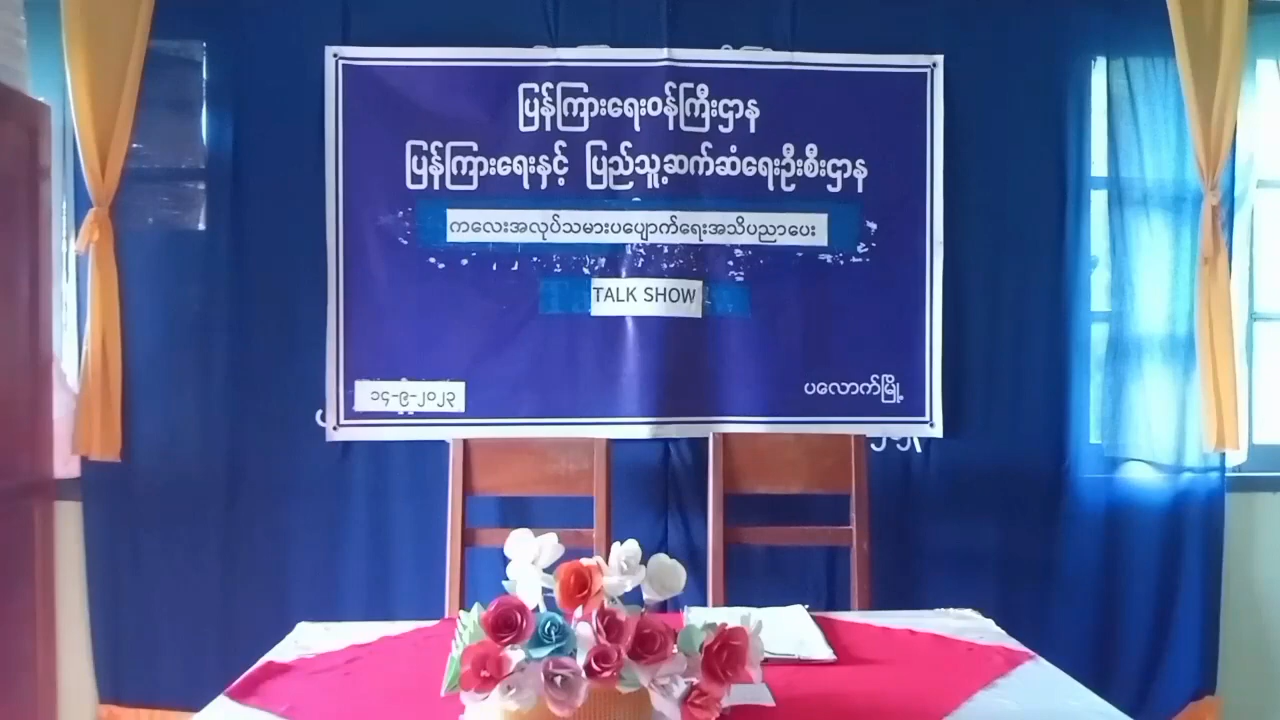 ပြန်ကြားရေးဝန်ကြီးဌာန
ပြန်ကြားရေးနှင့် ပြည်သူ့ဆက်ဆံရေးဦးစီးဌာန
ကလေးအလုပ်သမားပပျောက်ရေးအသိပညာပေး
TALK SHOW
၁၄-၉-၂၀၂၃
ပလောက်မြို့